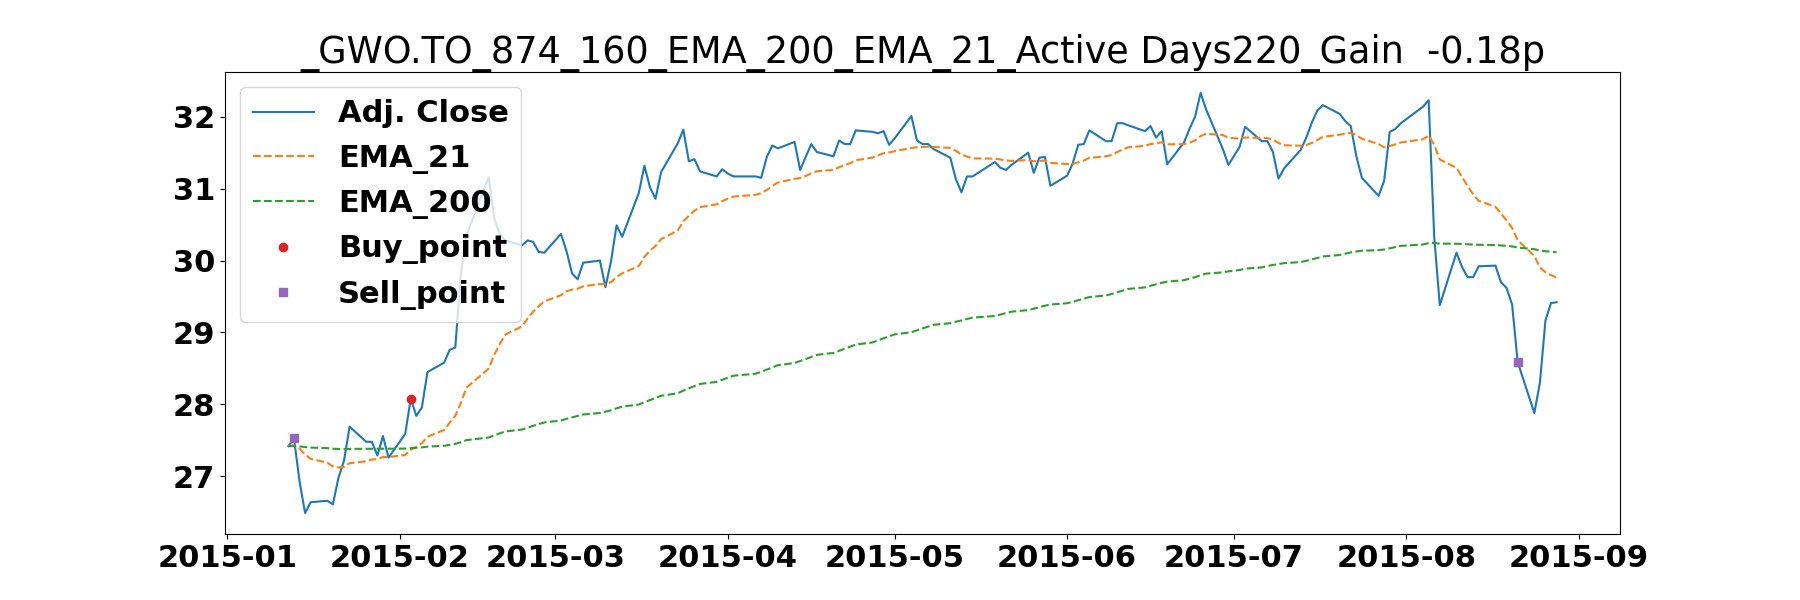 _GWO.TO_874_160_EMA_200_EMA_21_Active Days220_Gain  -0.18p
Adj. Close
EMA_21
EMA_200
Buy_point
Sell_point
32
31
30
29
28
27
2015-01 2015-02 2015-03 2015-04 2015-05 2015-06 2015-07 2015-08 2015-09